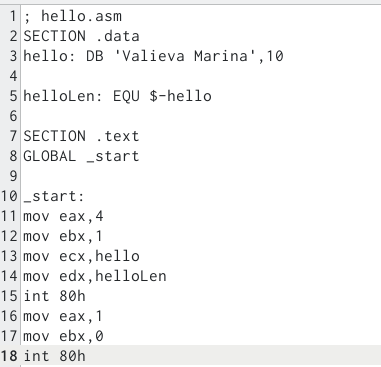 1 ; hello.asm
2 SECTION .data
3 hello: DB 'Valieva Marina',10
4
5 helloLen: EQU $-hello
6
7 SECTION .text
8 GLOBAL _start
9
10 _start:
11 mov eax,4
12 mov ebx,1
13 mov ecx,hello
14 mov edx,helloLen
15 int 80h
16 mov eax,1
17 mov ebx,0
18 int 80h